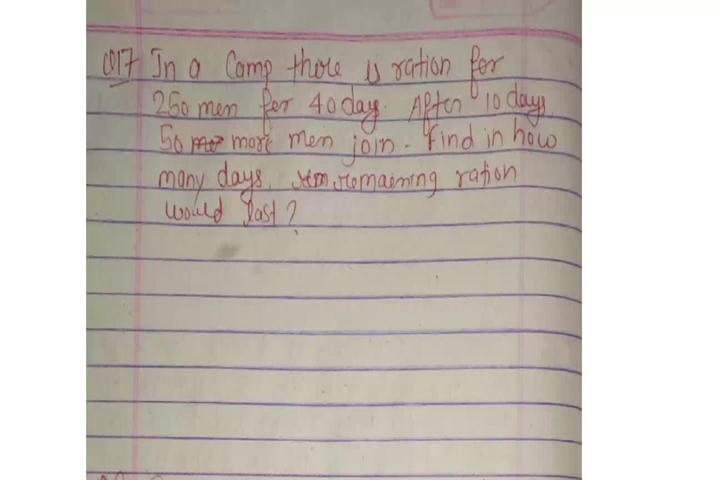 Q17 In a Camp there is ration for
250 men for 40 days. After 10 days
50 more men join. Find in how
many days, remaining ration
would last?